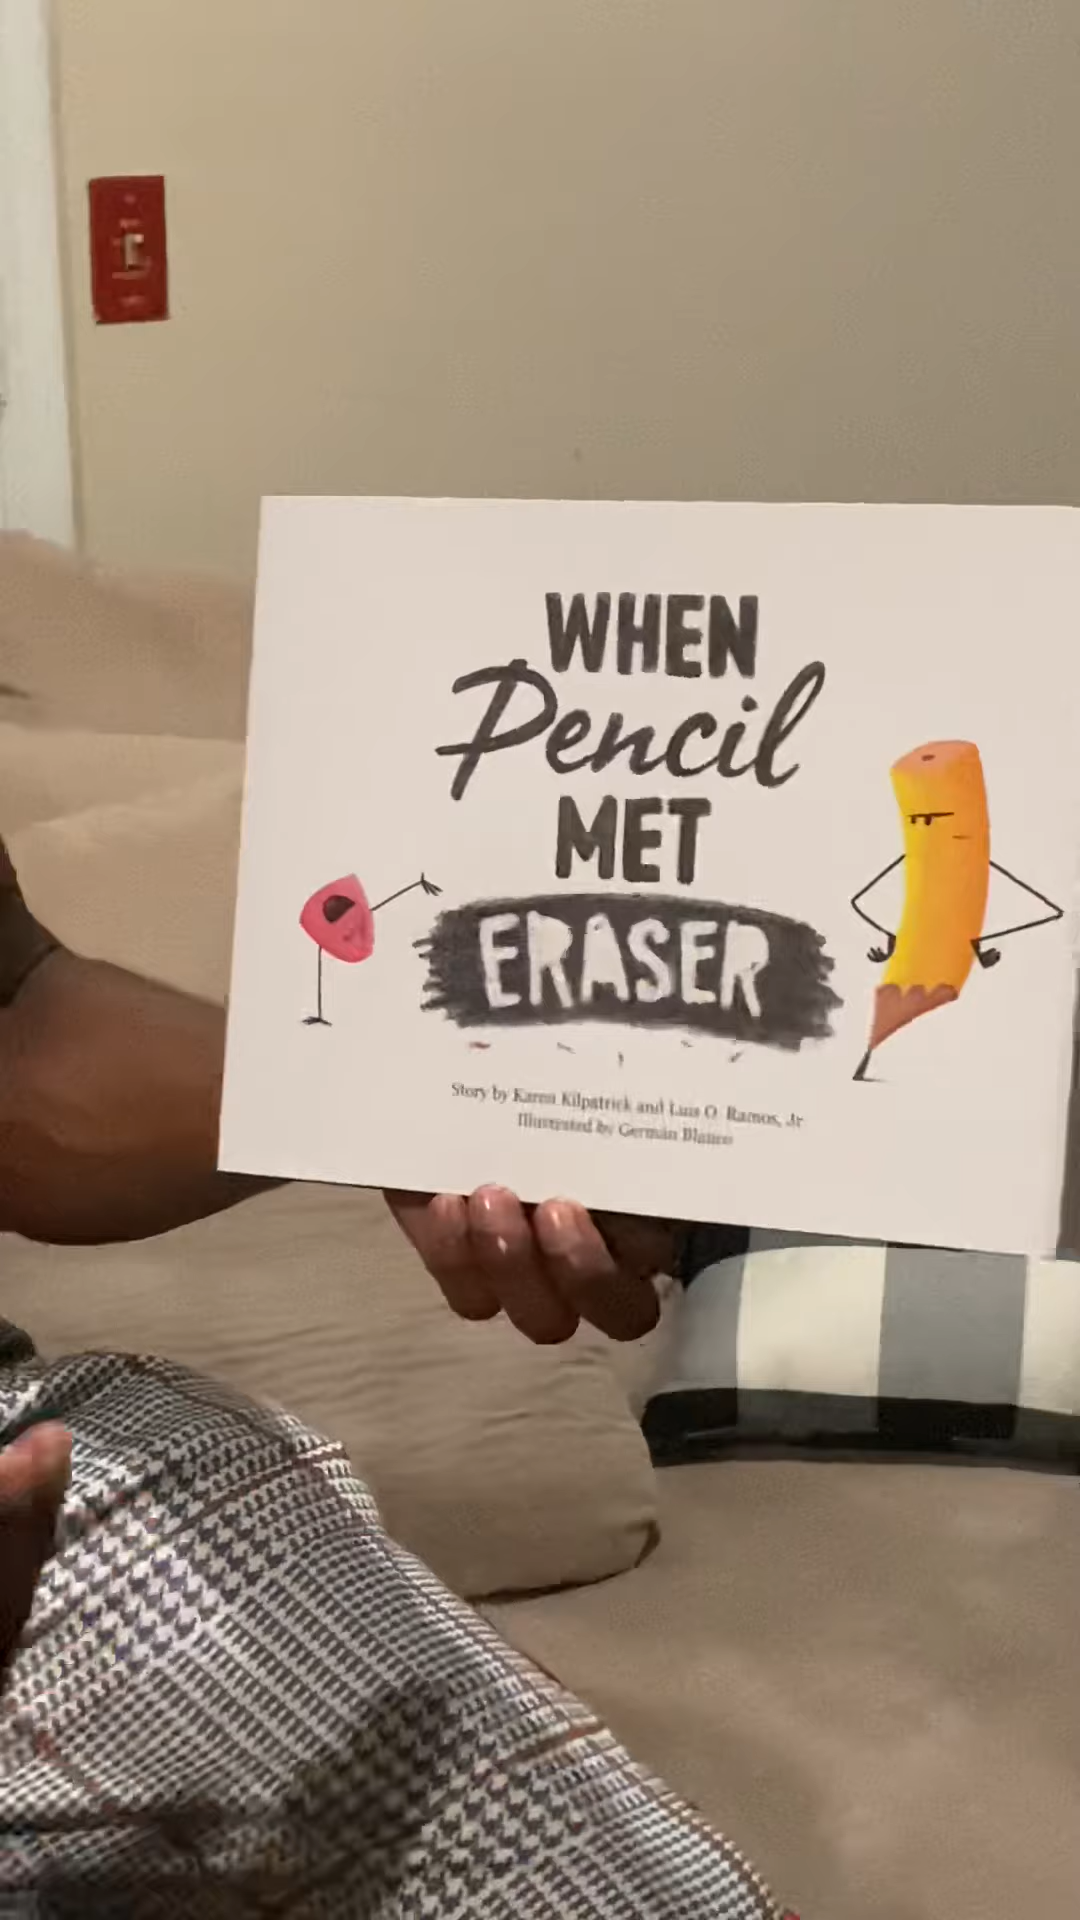 WHEN
Pencil
MET
ERASER
Story by Karen Kilpatrick and Luis O. Ramos, Jr
Illustrated by Germán Blanco